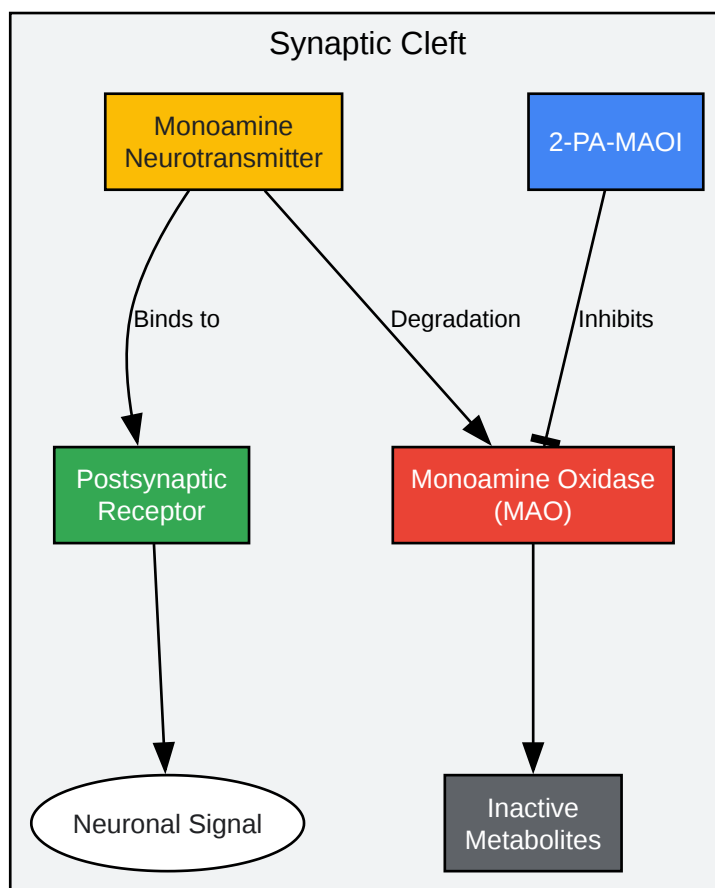 Synaptic Cleft
Monoamine
Neurotransmitter
2-PA-MAOI
Binds to
Degradation
Inhibits
Postsynaptic
Receptor
Monoamine Oxidase
(MAO)
Neuronal Signal
Inactive
Metabolites